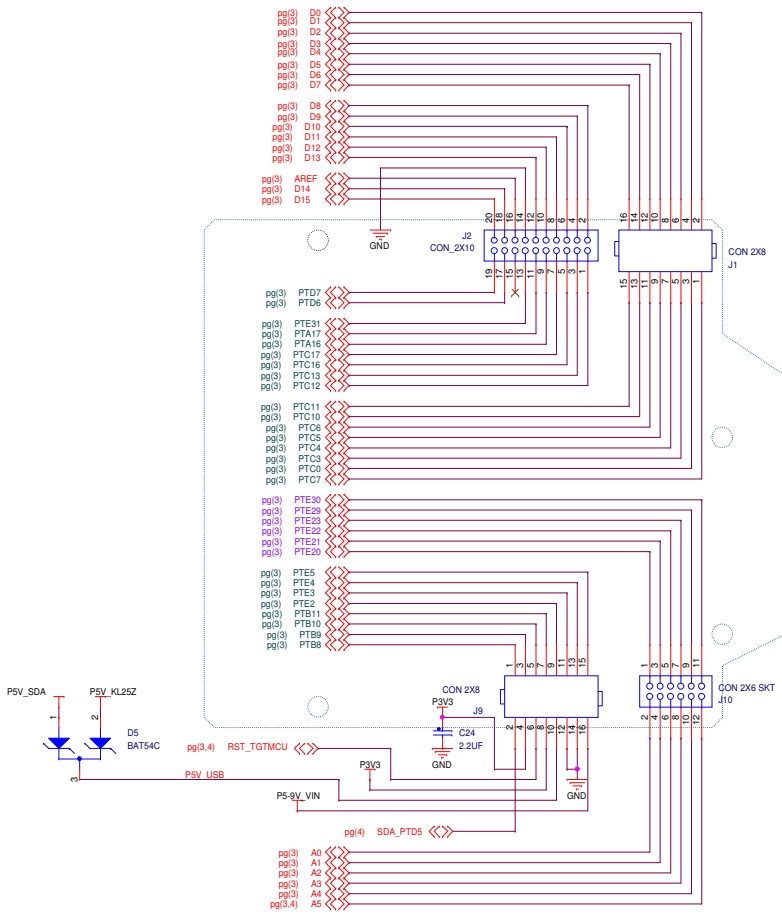 pg(3) D0
pg(3) D1
pg(3) D2
pg(3) D3
pg(3) D4
pg(3) D5
pg(3) D6
pg(3) D7
pg(3) D8
pg(3) D9
pg(3) D10
pg(3) D11
pg(3) D12
pg(3) D13
pg(3) AREF
pg(3) D14
pg(3) D15
GND
20 18 16 14 12 10 8 6 4 2
J2
CON_2X10
19 17 15 13 11 9 7 5 3 1
16 14 12 10 8 6 4 2
CON 2X8
J1
15 13 11 9 7 5 3 1
pg(3) PTD7
pg(3) PTD6
pg(3) PTE31
pg(3) PTA17
pg(3) PTA16
pg(3) PTC17
pg(3) PTC16
pg(3) PTC13
pg(3) PTC12
pg(3) PTC11
pg(3) PTC10
pg(3) PTC6
pg(3) PTC5
pg(3) PTC4
pg(3) PTC3
pg(3) PTC0
pg(3) PTC7
pg(3) PTE30
pg(3) PTE29
pg(3) PTE23
pg(3) PTE22
pg(3) PTE21
pg(3) PTE20
pg(3) PTE5
pg(3) PTE4
pg(3) PTE3
pg(3) PTE2
pg(3) PTB11
pg(3) PTB10
pg(3) PTB9
pg(3) PTB8
1 3 5 7 9 11 13 15
CON 2X8
J9
2 4 6 8 10 12 14 16
1 3 5 7 9 11
CON 2X6 SKT
J10
2 4 6 8 10 12
P5V_SDA
P5V_KL25Z
1
2
D5
BAT54C
3
P5V_USB
P3V3
C24
2.2UF
GND
pg(3,4) RST_TGTMCU
P3V3
P5-9V_VIN
GND
pg(4) SDA_PTD5
pg(3) A0
pg(3) A1
pg(3) A2
pg(3) A3
pg(3) A4
pg(3,4) A5